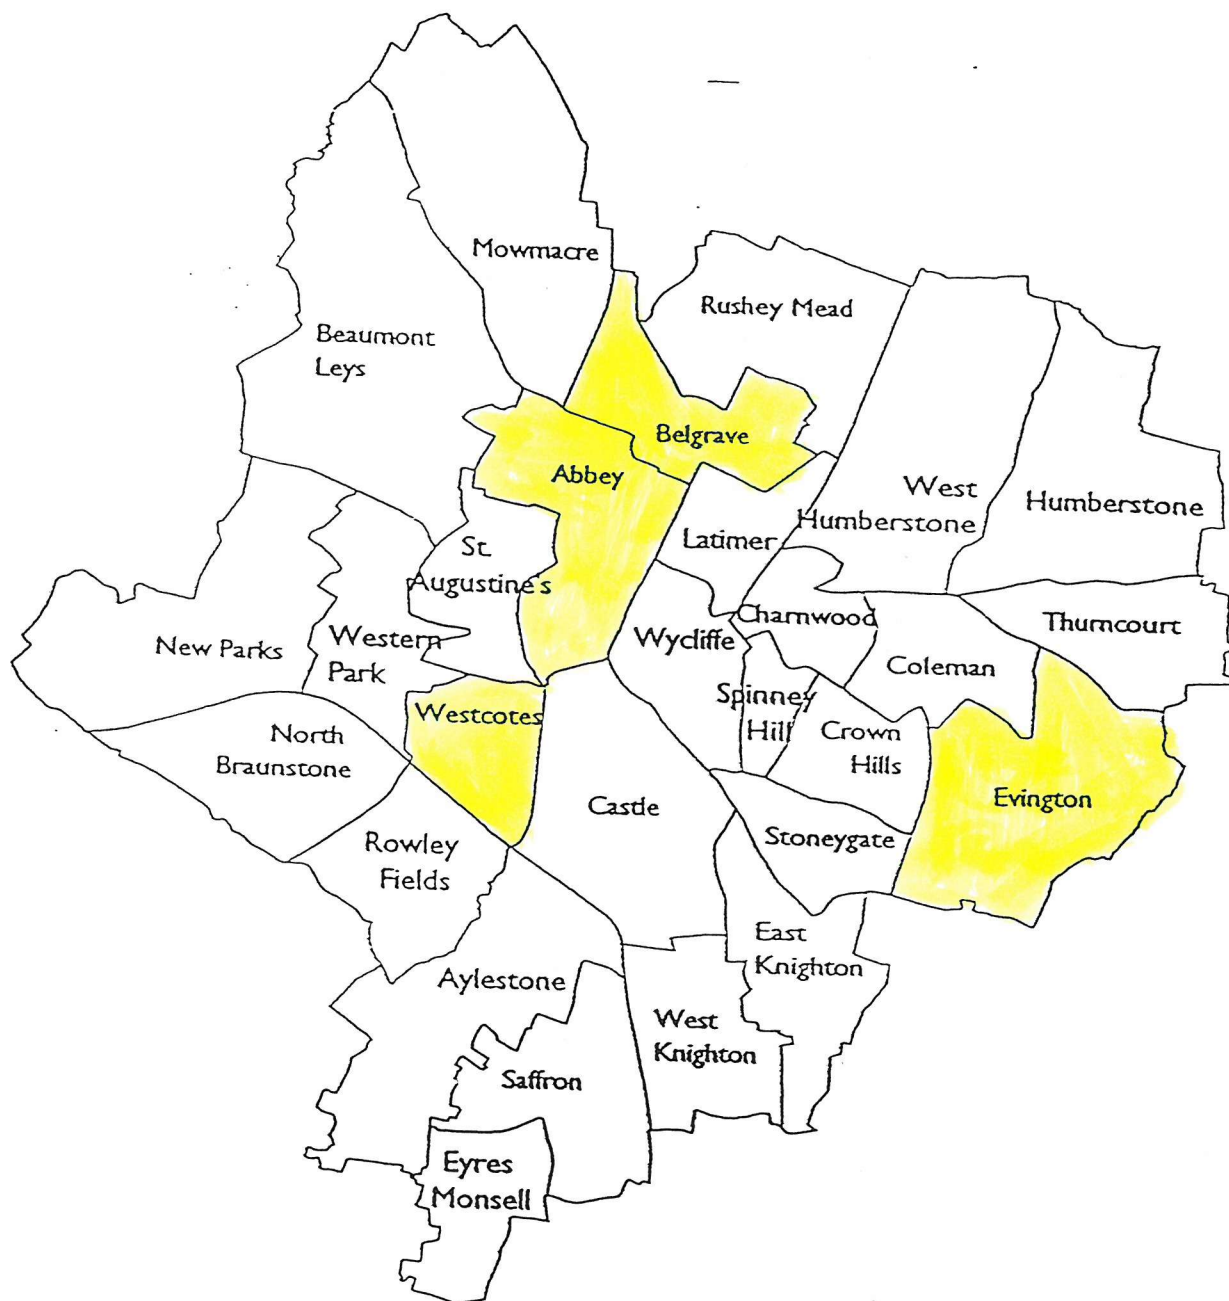 Mowmacre
Rushey Mead
Beaumont
Leys
Belgrave
Abbey
West
Humberstone
Humberstone
Latimer
St.
Augustine's
Charnwood
Thurncourt
Wycliffe
New Parks
Western
Park
Coleman
Spinney
Hill
Westcotes
Crown
Hills
North
Braunstone
Evington
Castle
Stoneygate
Rowley
Fields
East
Knighton
Aylestone
West
Knighton
Saffron
Eyres
Monsell